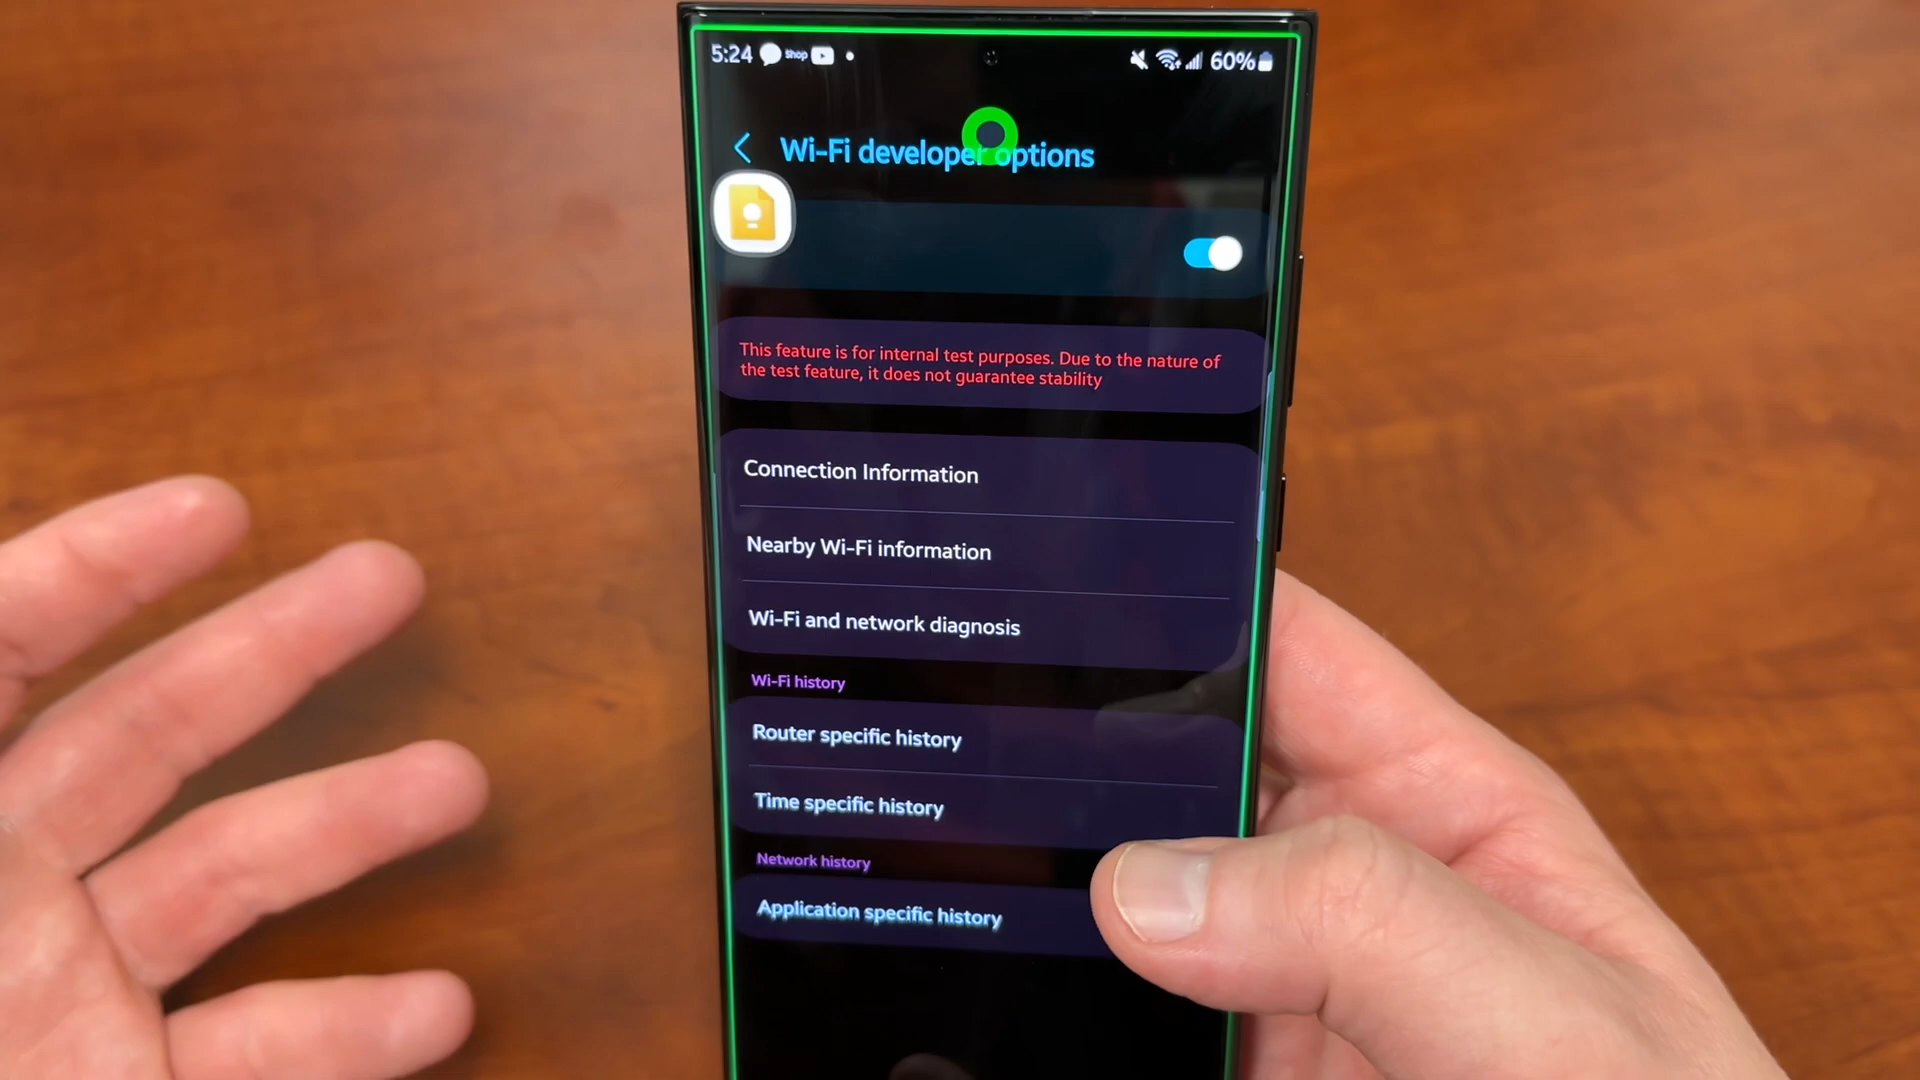 5:24 Shop 60%
Wi-Fi developer options
This feature is for internal test purposes. Due to the nature of
the test feature, it does not guarantee stability
Connection Information
Nearby Wi-Fi information
Wi-Fi and network diagnosis
Wi-Fi history
Router specific history
Time specific history
Network history
Application specific history